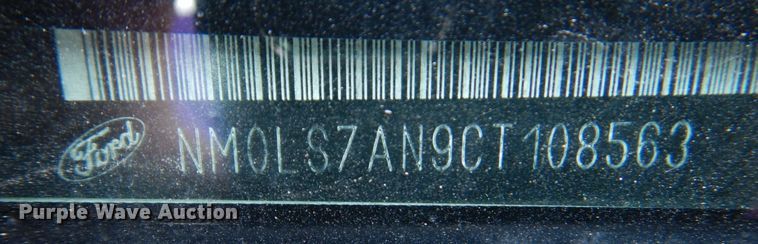 Ford NM0LS7AN9CT108563
Purple Wave Auction